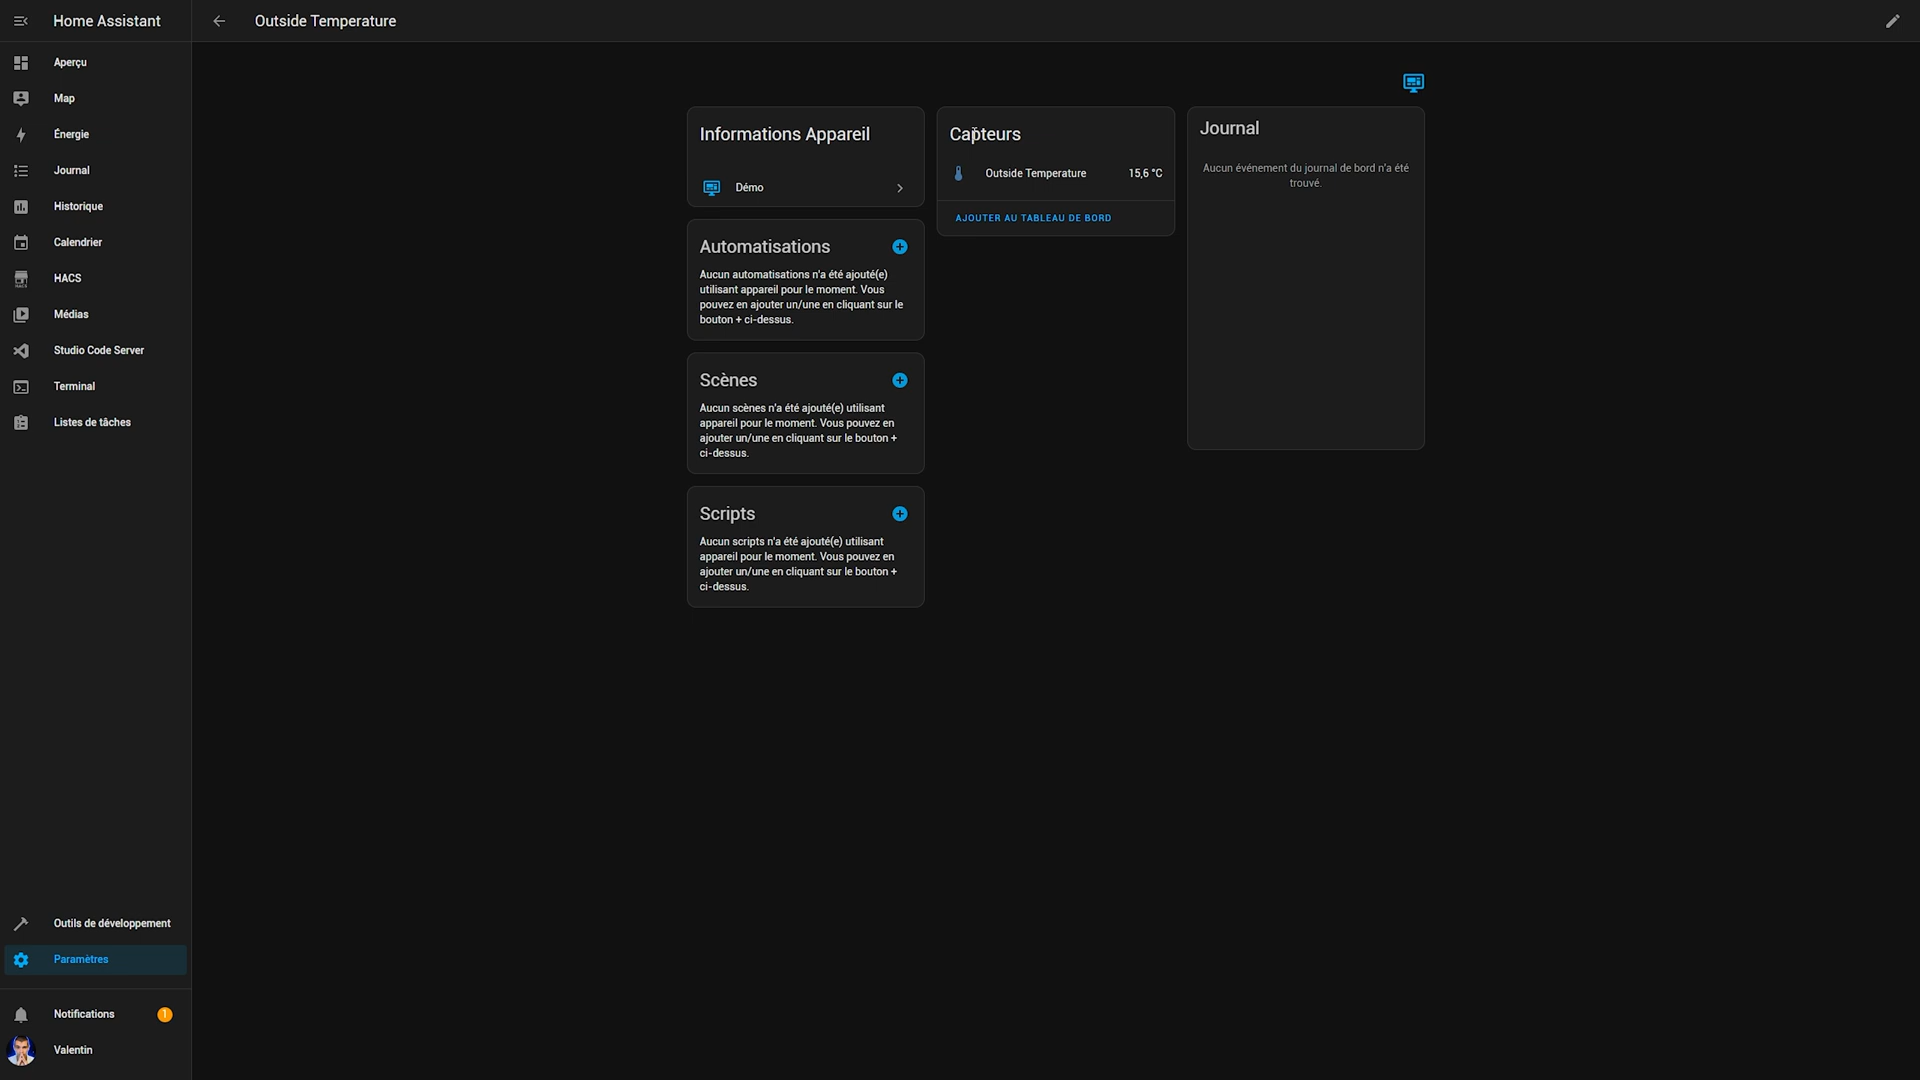 Home Assistant
Outside Temperature
Aperçu
Map
Énergie
Journal
Historique
Calendrier
HACS
Médias
Studio Code Server
Terminal
Listes de tâches
Outils de développement
Paramètres
Notifications
1
Valentin
Informations Appareil
Démo
Automatisations
Aucun automatisations n'a été ajouté(e)
utilisant appareil pour le moment. Vous
pouvez en ajouter un/une en cliquant sur le
bouton + ci-dessus.
Scènes
Aucun scènes n'a été ajouté(e) utilisant
appareil pour le moment. Vous pouvez en
ajouter un/une en cliquant sur le bouton +
ci-dessus.
Scripts
Aucun scripts n'a été ajouté(e) utilisant
appareil pour le moment. Vous pouvez en
ajouter un/une en cliquant sur le bouton +
ci-dessus.
Capteurs
Outside Temperature 15,6 °C
AJOUTER AU TABLEAU DE BORD
Journal
Aucun événement du journal de bord n'a été
trouvé.